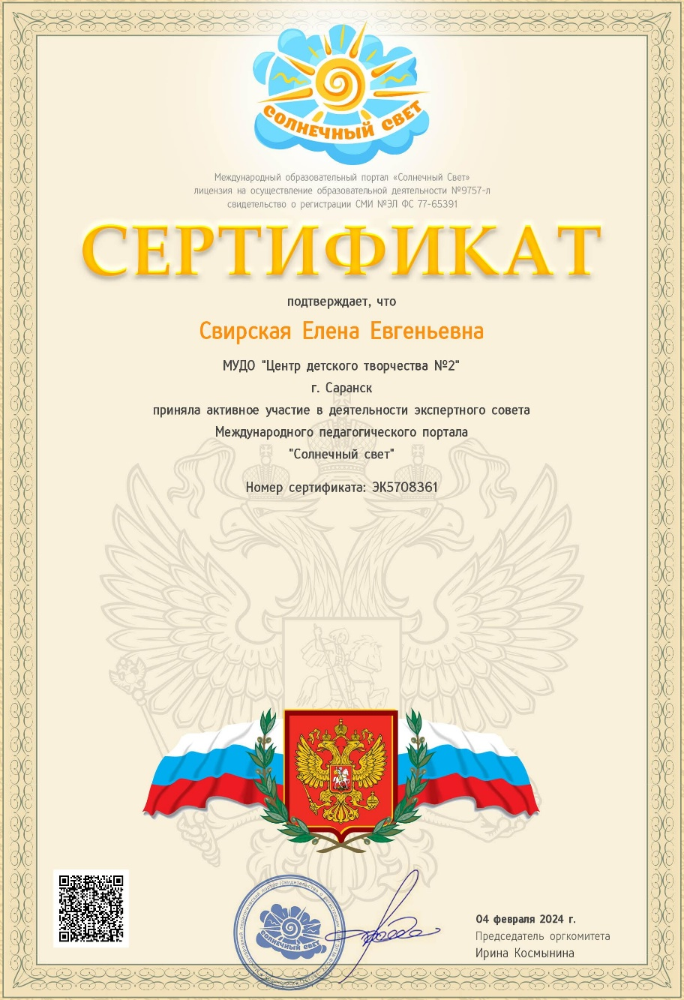 СОЛНЕЧНЫЙ СВЕТ
Международный образовательный портал «Солнечный Свет»
лицензия на осуществление образовательной деятельности №9757-л
свидетельство о регистрации СМИ №ЭЛ ФС 77-65391
СЕРТИФИКАТ
подтверждает, что
Свирская Елена Евгеньевна
МУДО "Центр детского творчества №2"
г. Саранск
приняла активное участие в деятельности экспертного совета
Международного педагогического портала
"Солнечный свет"
Номер сертификата: ЭК5708361
СОЛНЕЧНЫЙ СВЕТ
04 февраля 2024 г.
Председатель оргкомитета
Ирина Космынина